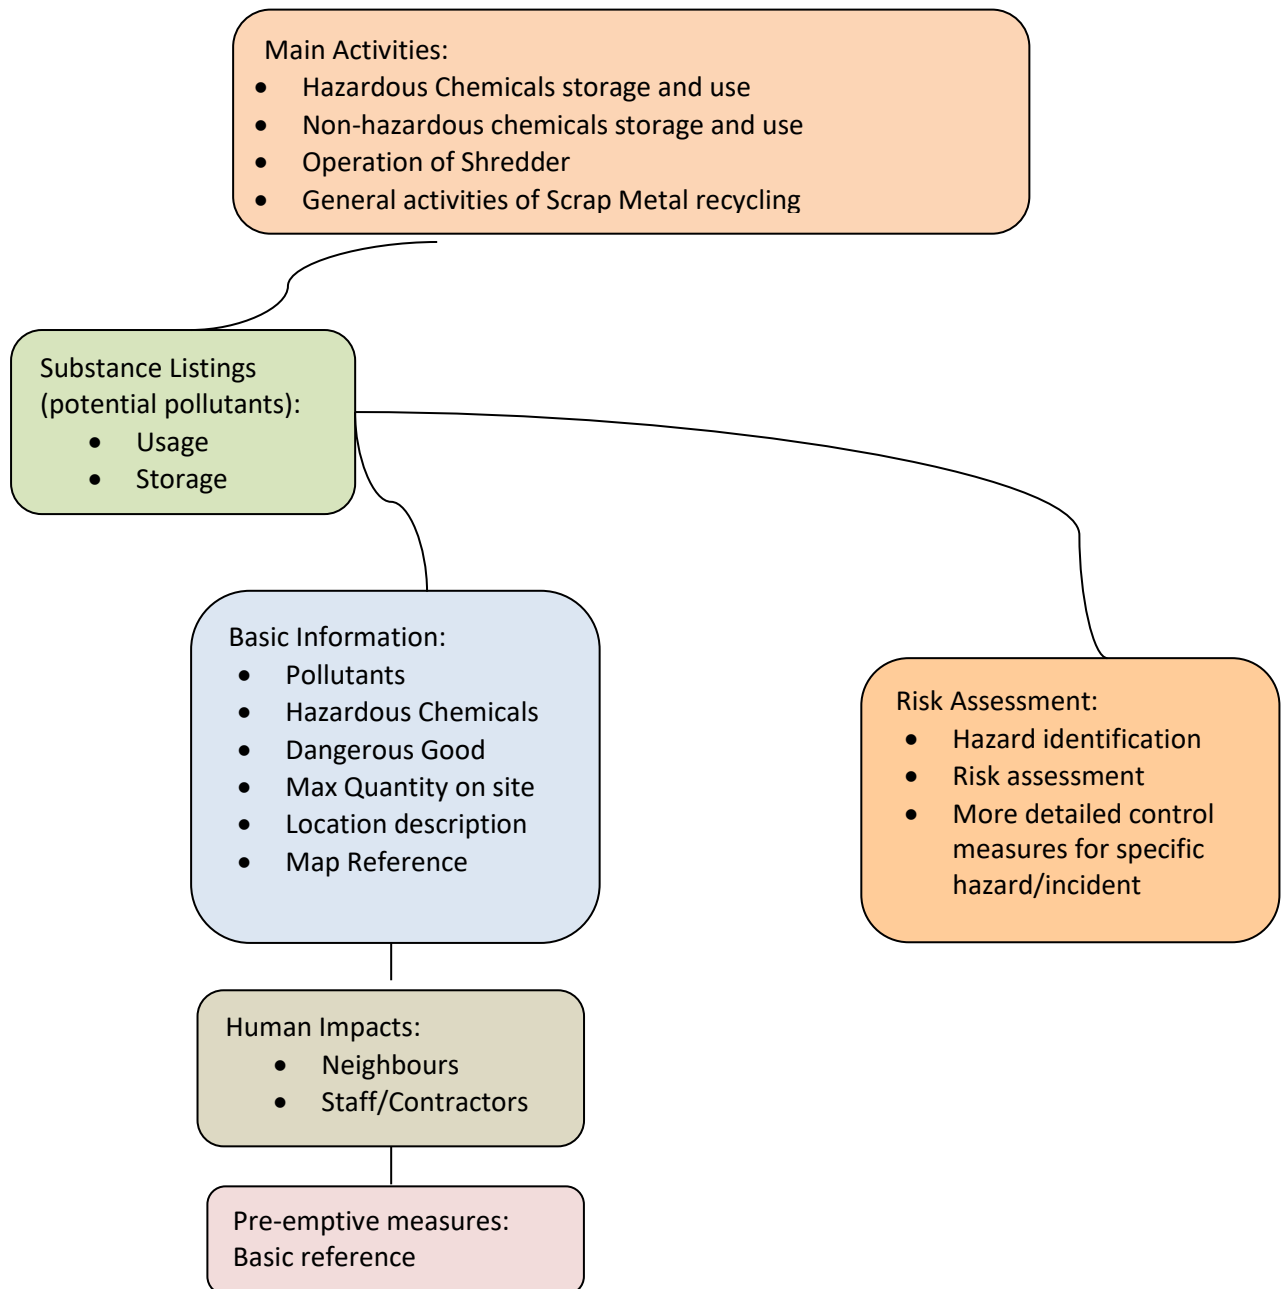 Main Activities:
• Hazardous Chemicals storage and use
• Non-hazardous chemicals storage and use
• Operation of Shredder
• General activities of Scrap Metal recycling
Substance Listings
(potential pollutants):
• Usage
• Storage
Basic Information:
• Pollutants
• Hazardous Chemicals
• Dangerous Good
• Max Quantity on site
• Location description
• Map Reference
Risk Assessment:
• Hazard identification
• Risk assessment
• More detailed control
measures for specific
hazard/incident
Human Impacts:
• Neighbours
• Staff/Contractors
Pre-emptive measures:
Basic reference